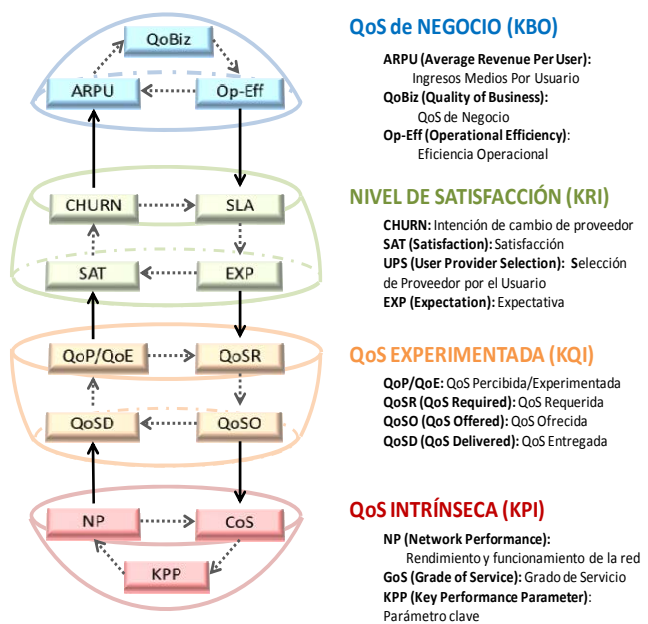 QoBiz
ARPU
Op-Eff
CHURN
SLA
SAT
EXP
QoP/QoE
QoSR
QoSD
QoSO
NP
CoS
KPP
QoS de NEGOCIO (KBO)
ARPU (Average Revenue Per User):
Ingresos Medios Por Usuario
QoBiz (Quality of Business):
QoS de Negocio
Op-Eff (Operational Efficiency):
Eficiencia Operacional
NIVEL DE SATISFACCIÓN (KRI)
CHURN: Intención de cambio de proveedor
SAT (Satisfaction): Satisfacción
UPS (User Provider Selection): Selección
de Proveedor por el Usuario
EXP (Expectation): Expectativa
QoS EXPERIMENTADA (KQI)
QoP/QoE: QoS Percibida/Experimentada
QoSR (QoS Required): QoS Requerida
QoSO (QoS Offered): QoS Ofrecida
QoSD (QoS Delivered): QoS Entregada
QoS INTRÍNSECA (KPI)
NP (Network Performance):
Rendimiento y funcionamiento de la red
GoS (Grade of Service): Grado de Servicio
KPP (Key Performance Parameter):
Parámetro clave